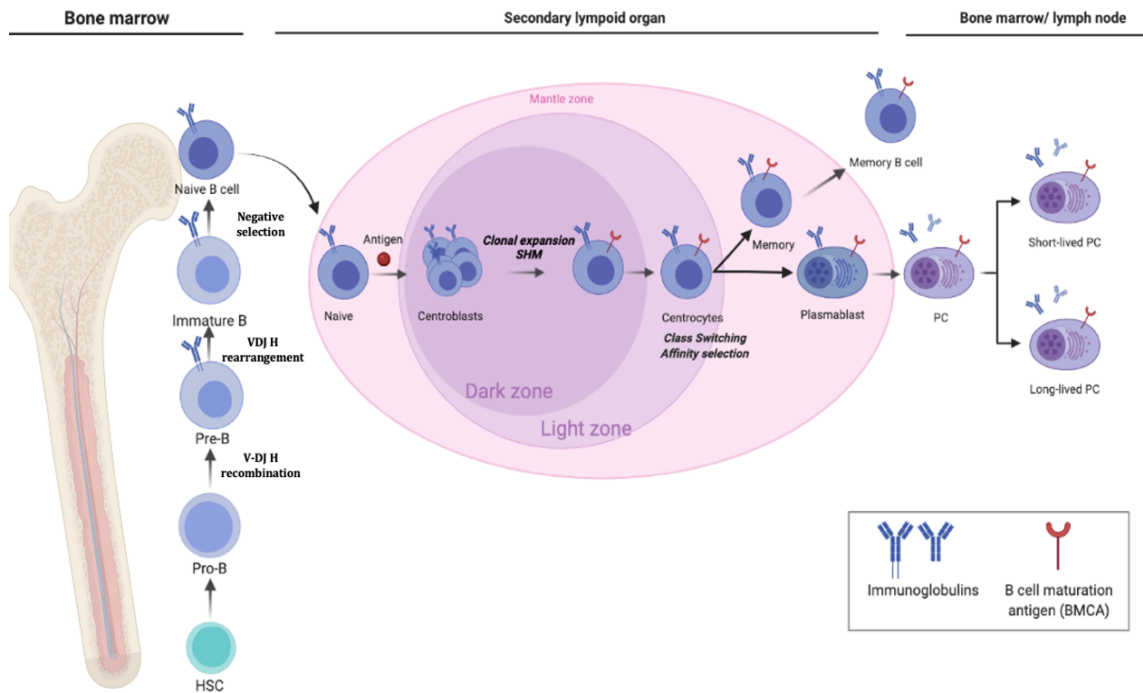 Bone marrow
Secondary lympoid organ
Bone marrow/ lymph node
Mantle zone
Naive B cell
Negative
selection
Immature B
VDJ H
rearrangement
Pre-B
V-DJ H
recombination
Pro-B
HSC
Naive
Antigen
Centroblasts
Clonal expansion
SHM
Centrocytes
Class Switching
Affinity selection
Dark zone
Light zone
Memory
Memory B cell
Plasmablast
PC
Short-lived PC
Long-lived PC
Immunoglobulins
B cell maturation
antigen (BMCA)